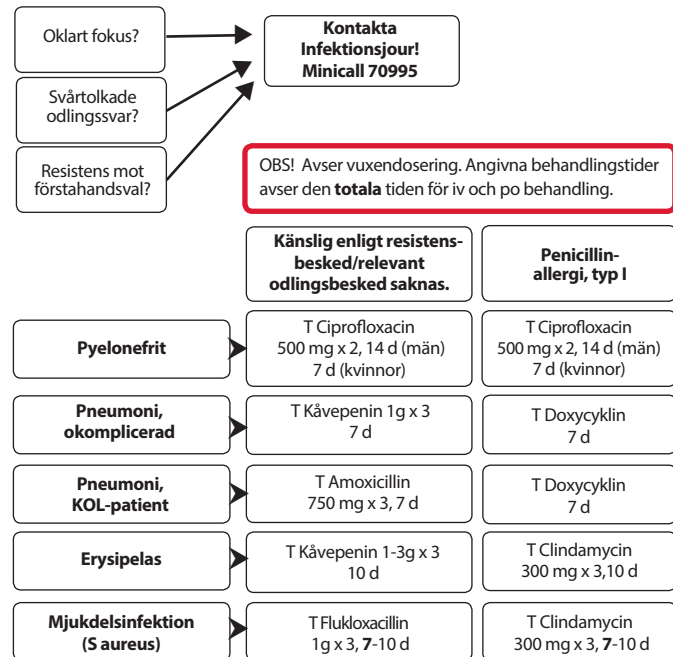 Oklart fokus?
Kontakta
Infektionsjour!
Minicall 70995
Svårtolkade
odlingssvar?
Resistens mot
förstahandsval?
OBS! Avser vuxendosering. Angivna behandlingstider
avser den totala tiden för iv och po behandling.
Känslig enligt resistens-
besked/relevant
odlingsbesked saknas.
Penicillin-
allergi, typ I
Pyelonefrit
T Ciprofloxacin
500 mg x 2, 14 d (män)
7 d (kvinnor)
T Ciprofloxacin
500 mg x 2, 14 d (män)
7 d (kvinnor)
Pneumoni,
okomplicerad
T Kåvepenin 1g x 3
7 d
T Doxycyklin
7 d
Pneumoni,
KOL-patient
T Amoxicillin
750 mg x 3, 7 d
T Doxycyklin
7 d
Erysipelas
T Kåvepenin 1-3g x 3
10 d
T Clindamycin
300 mg x 3,10 d
Mjukdelsinfektion
(S aureus)
T Flukloxacillin
1g x 3, 7-10 d
T Clindamycin
300 mg x 3, 7-10 d